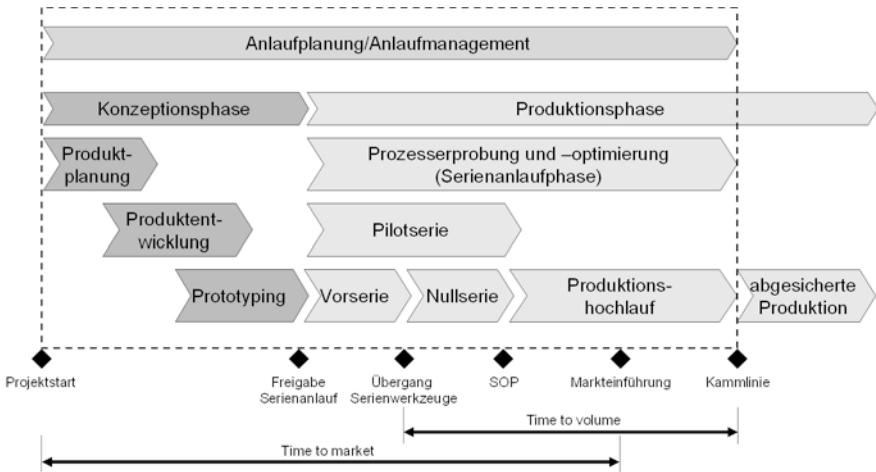 Anlaufplanung/Anlaufmanagement
Konzeptionsphase
Produktionsphase
Produkt-
planung
Prozesserprobung und –optimierung
(Serienanlaufphase)
Produktent-
wicklung
Pilotserie
Prototyping
Vorserie
Nullserie
Produktions-
hochlauf
abgesicherte
Produktion
Projektstart
Freigabe
Serienanlauf
Übergang
Serienwerkzeuge
SOP
Markteinführung
Kammlinie
Time to volume
Time to market